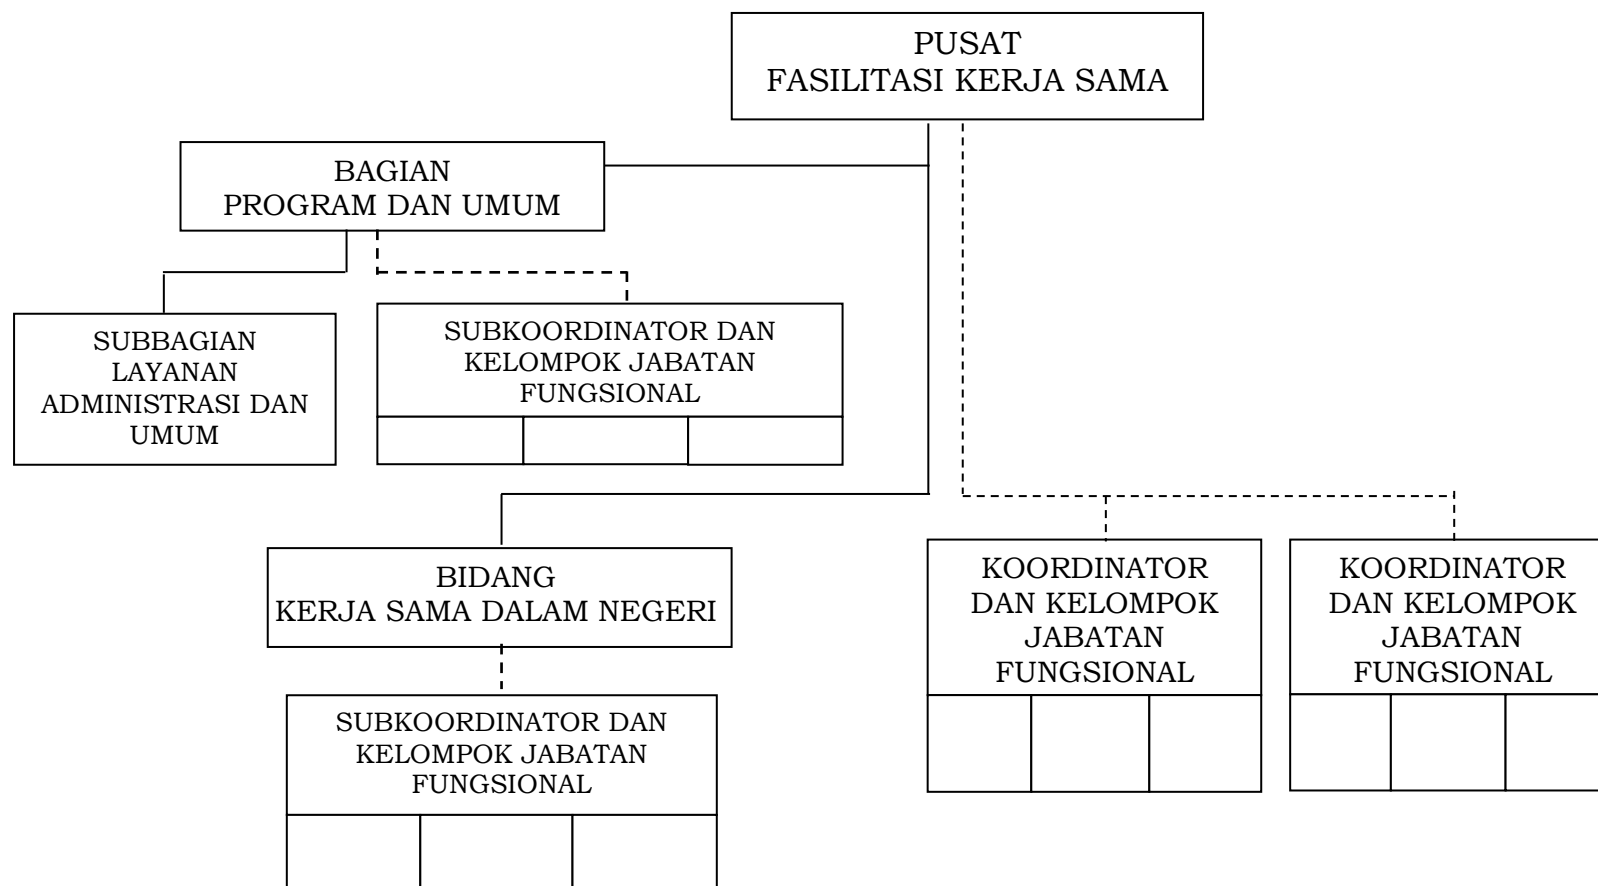 PUSAT
FASILITASI KERJA SAMA
BAGIAN
PROGRAM DAN UMUM
SUBBAGIAN
LAYANAN
ADMINISTRASI DAN
UMUM
SUBKOORDINATOR DAN
KELOMPOK JABATAN
FUNGSIONAL
BIDANG
KERJA SAMA DALAM NEGERI
SUBKOORDINATOR DAN
KELOMPOK JABATAN
FUNGSIONAL
KOORDINATOR
DAN KELOMPOK
JABATAN
FUNGSIONAL
KOORDINATOR
DAN KELOMPOK
JABATAN
FUNGSIONAL